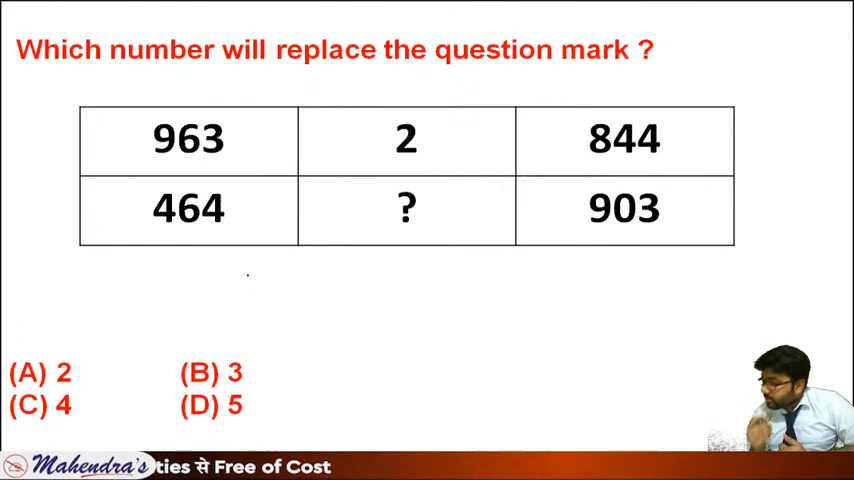 Which number will replace the question mark ?
963 2 844
464 ? 903
(A) 2 (B) 3
(C) 4 (D) 5
Mahendra's ties से Free of Cost